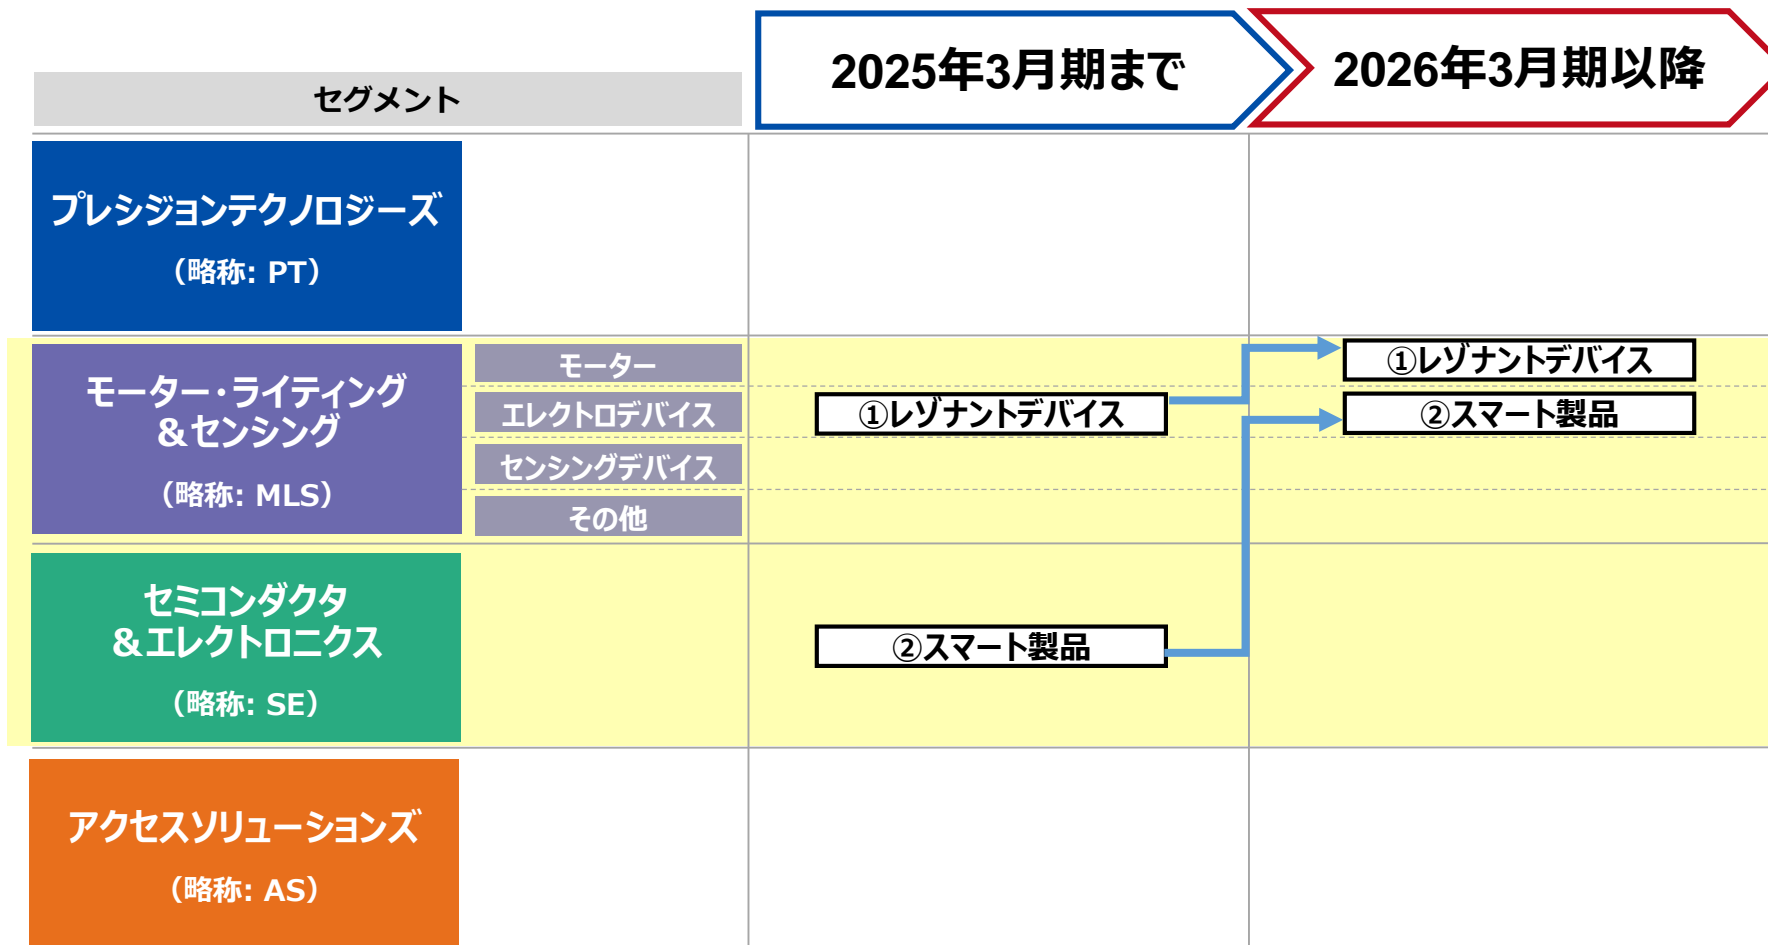 セグメント
2025年3月期まで
2026年3月期以降
プレシジョンテクノロジーズ
（略称: PT）
モーター・ライティング
＆センシング
（略称: MLS）
モーター
エレクトロデバイス
センシングデバイス
その他
①レゾナントデバイス
①レゾナントデバイス
②スマート製品
セミコンダクタ
＆エレクトロニクス
（略称: SE）
②スマート製品
アクセスソリューションズ
（略称: AS）